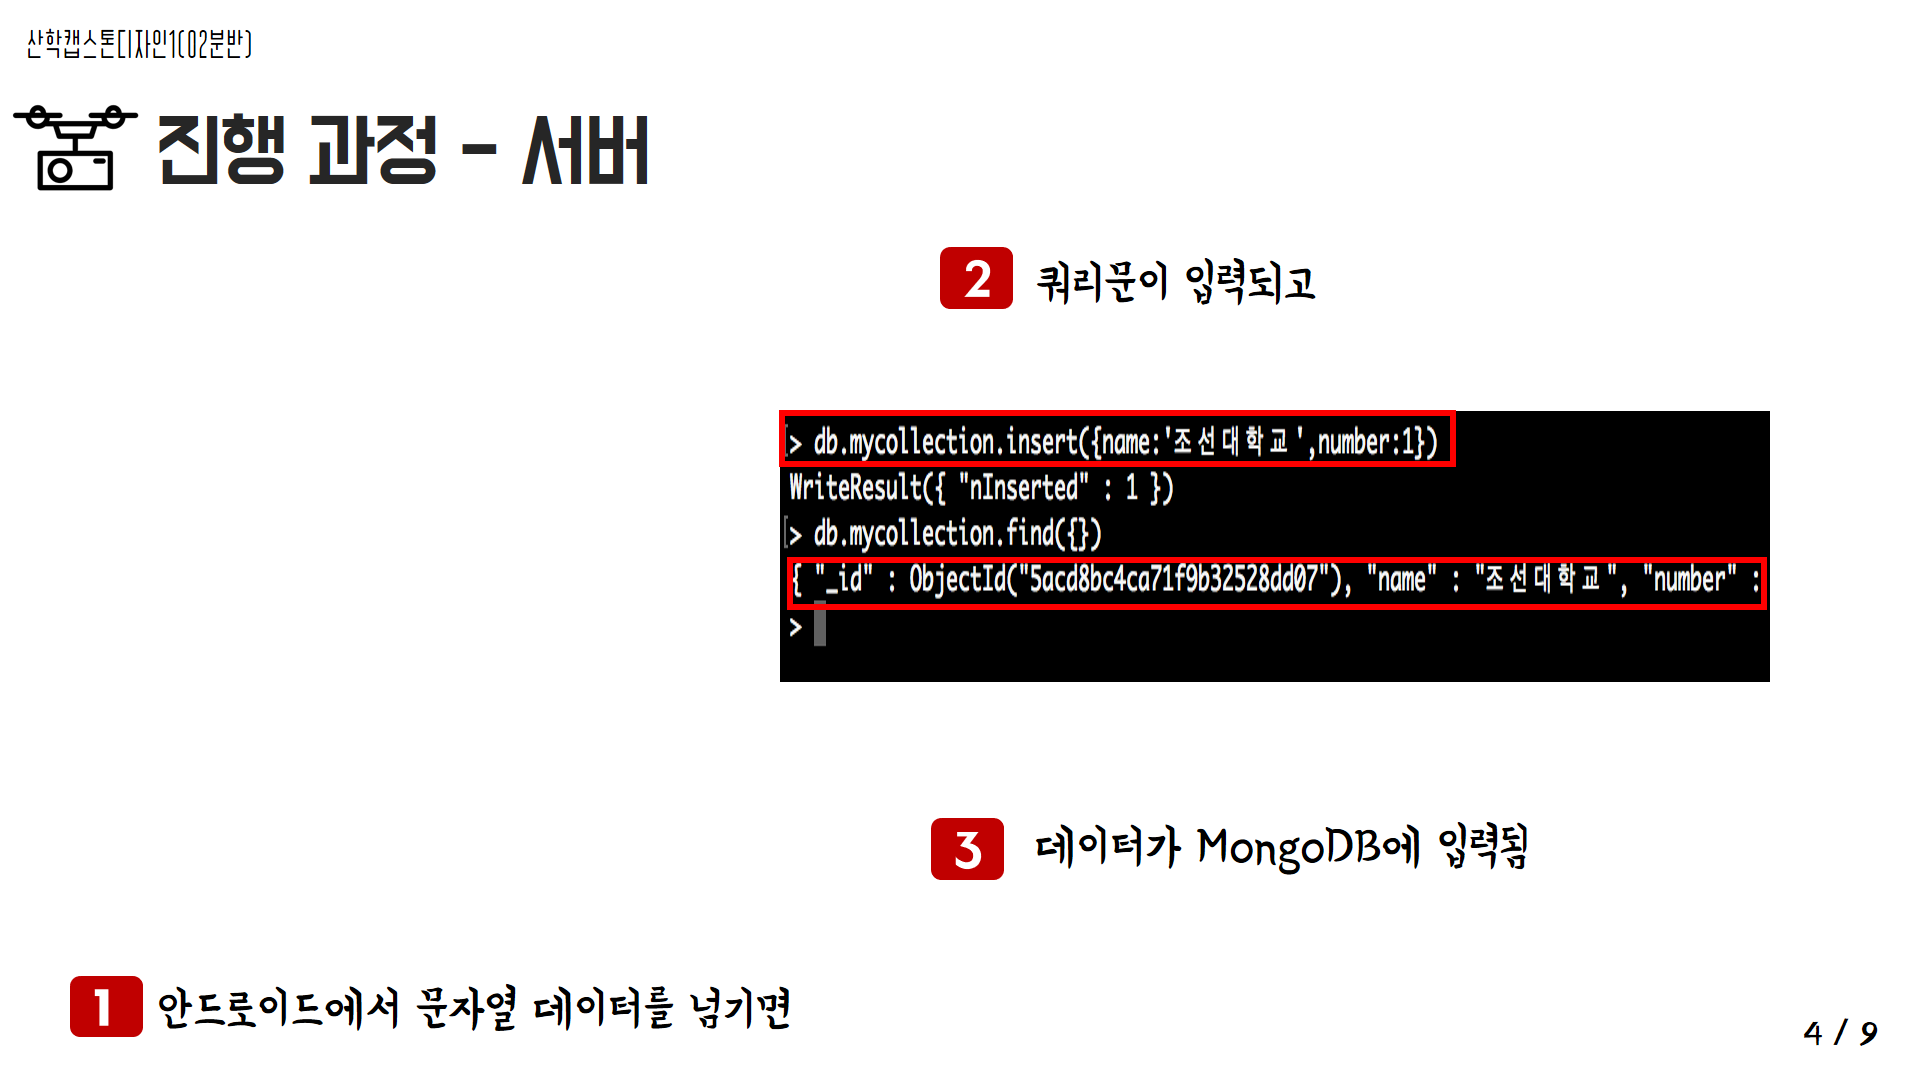 산학캡스톤디자인1(02분반)
진행 과정 - 서버
2 쿼리문이 입력되고
> db.mycollection.insert({name:'조선대학교',number:1})
WriteResult({ "nInserted" : 1 })
> db.mycollection.find({})
{ "_id" : ObjectId("5acd8bc4ca71f9b32528dd07"), "name" : "조선대학교", "number" :
>
3 데이터가 MongoDB에 입력됨
1 안드로이드에서 문자열 데이터를 넘기면
4 / 9